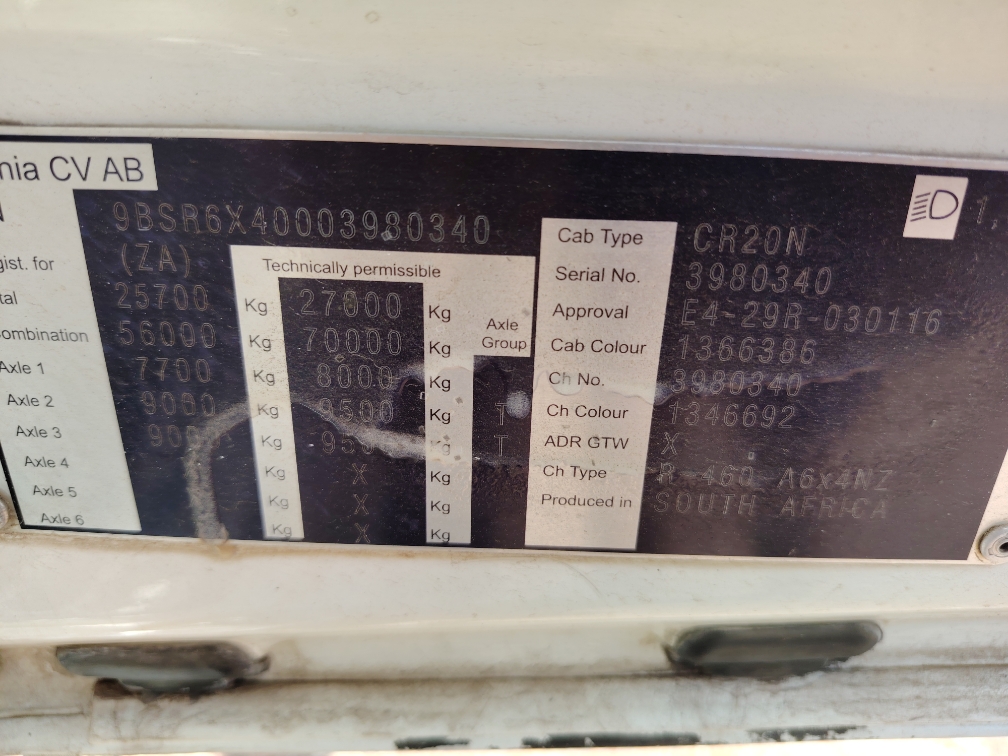 nia CV AB
9BSR6X40003980340
gist. for (ZA)
Technically permissible
tal 25700 Kg 27000 Kg
ombination 56000 Kg 70000 Kg
Axle Group
Axle 1 7700 Kg 8000 Kg
Axle 2 9000 Kg 9500 Kg T
Axle 3 900 Kg 95 Kg T
Axle 4 Kg X Kg
Axle 5 Kg X Kg
Axle 6 Kg X Kg
Cab Type CR20N
Serial No. 3980340
Approval E4-29R-030116
Cab Colour 1366386
Ch No. 3980340
Ch Colour 1346692
ADR GTW X
Ch Type R-460 A6x4NZ
Produced in SOUTH AFRICA
1,